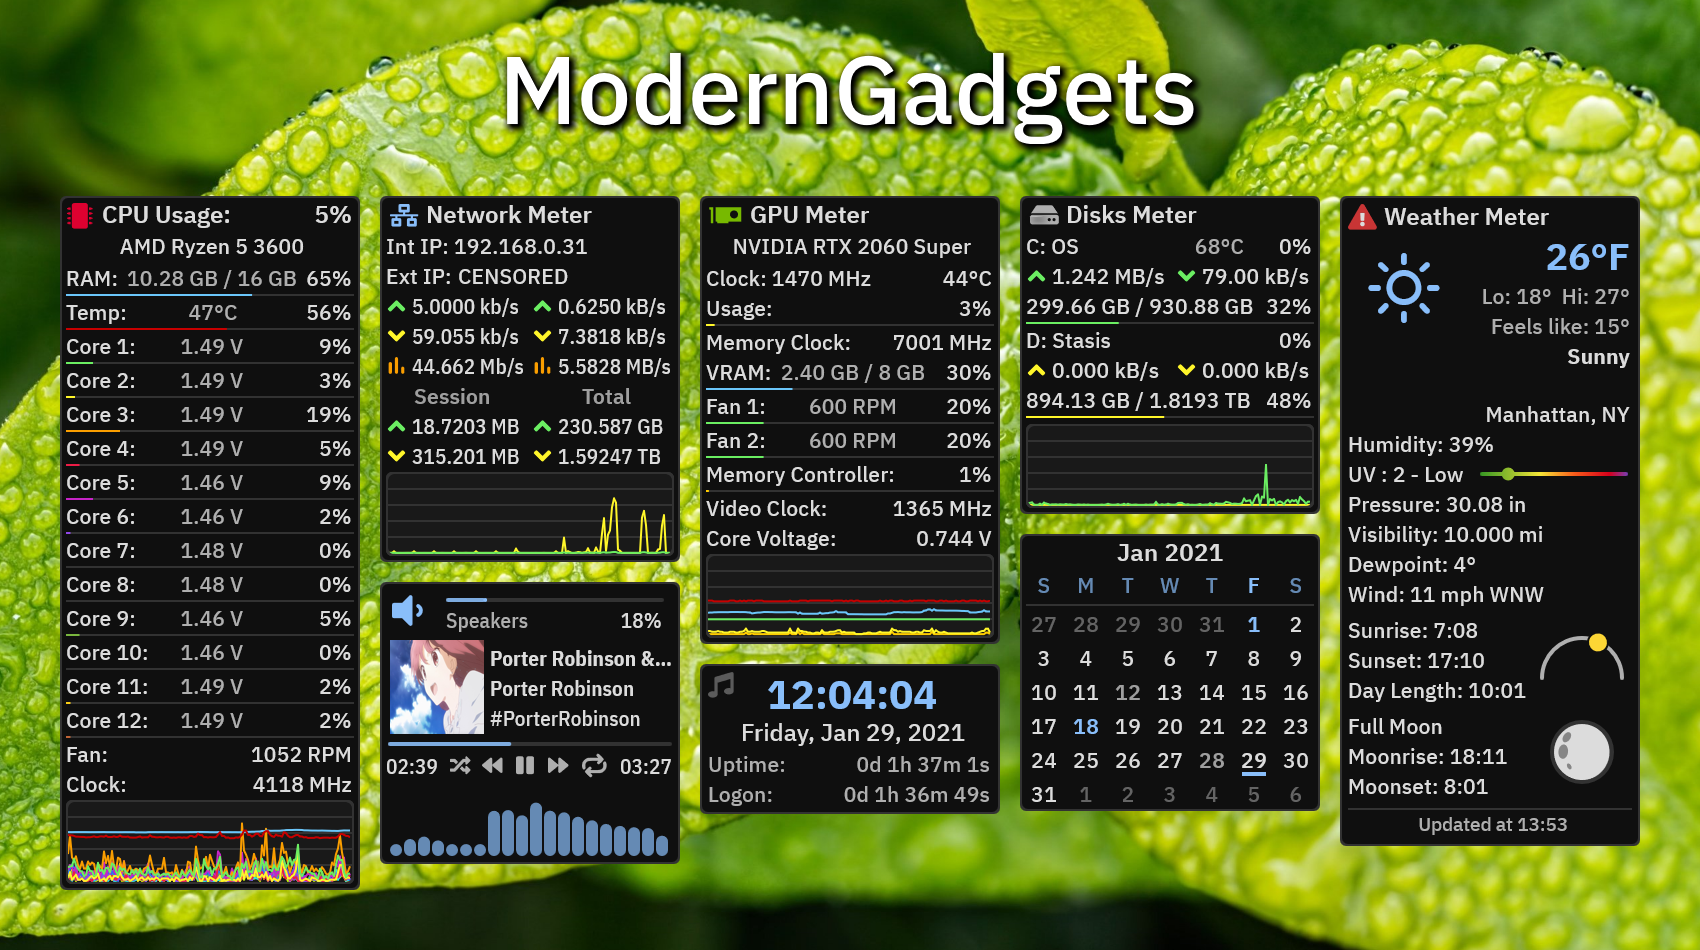 ModernGadgets
CPU Usage: 5%
AMD Ryzen 5 3600
RAM: 10.28 GB / 16 GB 65%
Temp: 47°C 56%
Core 1: 1.49 V 9%
Core 2: 1.49 V 3%
Core 3: 1.49 V 19%
Core 4: 1.49 V 5%
Core 5: 1.46 V 9%
Core 6: 1.46 V 2%
Core 7: 1.48 V 0%
Core 8: 1.48 V 0%
Core 9: 1.46 V 5%
Core 10: 1.46 V 0%
Core 11: 1.49 V 2%
Core 12: 1.49 V 2%
Fan: 1052 RPM
Clock: 4118 MHz
Network Meter
Int IP: 192.168.0.31
Ext IP: CENSORED
5.0000 kb/s 0.6250 kB/s
59.055 kb/s 7.3818 kB/s
44.662 Mb/s 5.5828 MB/s
Session Total
18.7203 MB 230.587 GB
315.201 MB 1.59247 TB
Speakers 18%
Porter Robinson &...
Porter Robinson
#PorterRobinson
02:39 03:27
GPU Meter
NVIDIA RTX 2060 Super
Clock: 1470 MHz 44°C
Usage: 3%
Memory Clock: 7001 MHz
VRAM: 2.40 GB / 8 GB 30%
Fan 1: 600 RPM 20%
Fan 2: 600 RPM 20%
Memory Controller: 1%
Video Clock: 1365 MHz
Core Voltage: 0.744 V
12:04:04
Friday, Jan 29, 2021
Uptime: 0d 1h 37m 1s
Logon: 0d 1h 36m 49s
Disks Meter
C: OS 68°C 0%
1.242 MB/s 79.00 kB/s
299.66 GB / 930.88 GB 32%
D: Stasis 0%
0.000 kB/s 0.000 kB/s
894.13 GB / 1.8193 TB 48%
Jan 2021
S M T W T F S
27 28 29 30 31 1 2
3 4 5 6 7 8 9
10 11 12 13 14 15 16
17 18 19 20 21 22 23
24 25 26 27 28 29 30
31 1 2 3 4 5 6
Weather Meter
26°F
Lo: 18° Hi: 27°
Feels like: 15°
Sunny
Manhattan, NY
Humidity: 39%
UV : 2 - Low
Pressure: 30.08 in
Visibility: 10.000 mi
Dewpoint: 4°
Wind: 11 mph WNW
Sunrise: 7:08
Sunset: 17:10
Day Length: 10:01
Full Moon
Moonrise: 18:11
Moonset: 8:01
Updated at 13:53